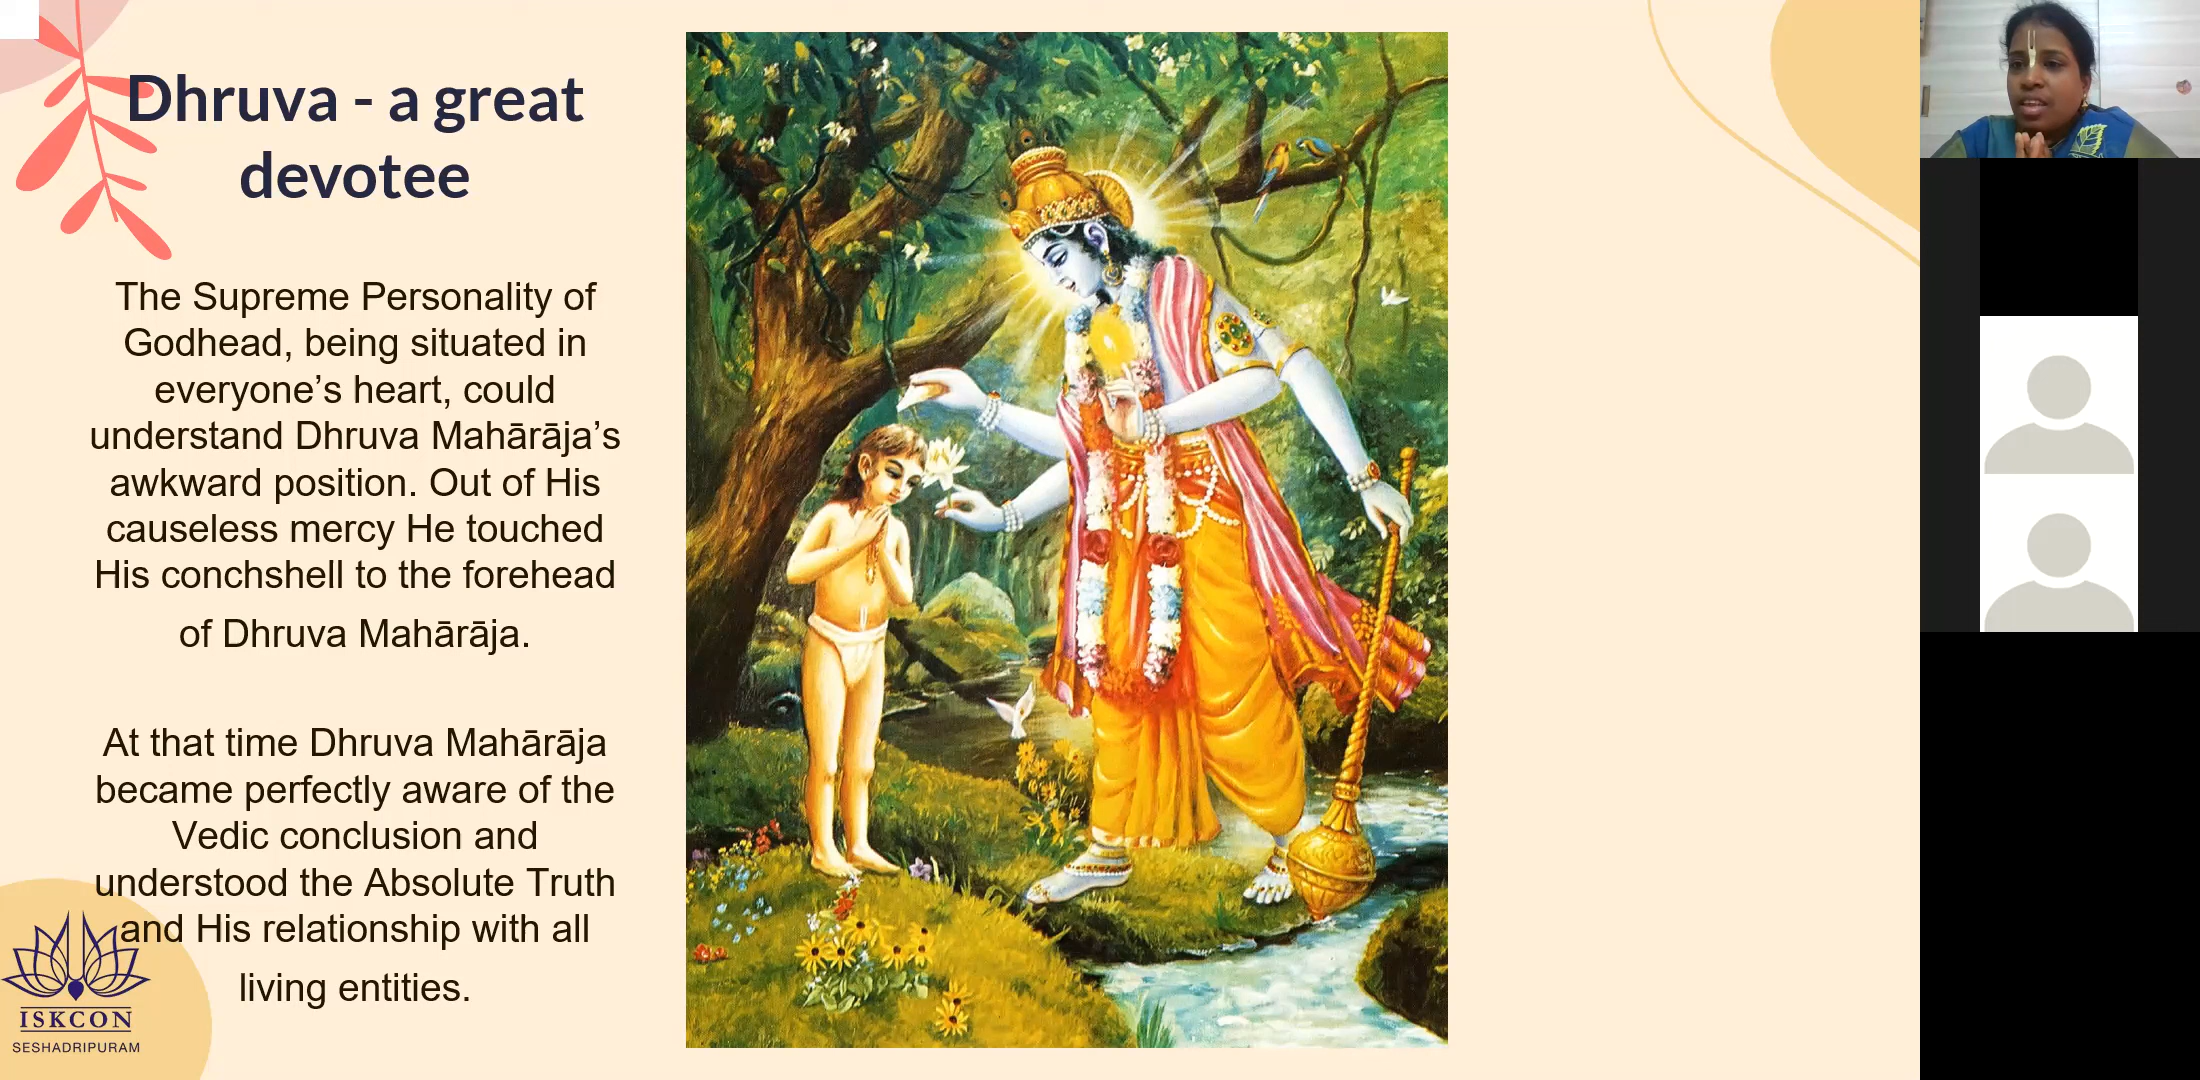 Dhruva - a great
devotee
The Supreme Personality of
Godhead, being situated in
everyone’s heart, could
understand Dhruva Mahārāja’s
awkward position. Out of His
causeless mercy He touched
His conchshell to the forehead
of Dhruva Mahārāja.
At that time Dhruva Mahārāja
became perfectly aware of the
Vedic conclusion and
understood the Absolute Truth
and His relationship with all
living entities.
ISKCON
SESHADRIPURAM